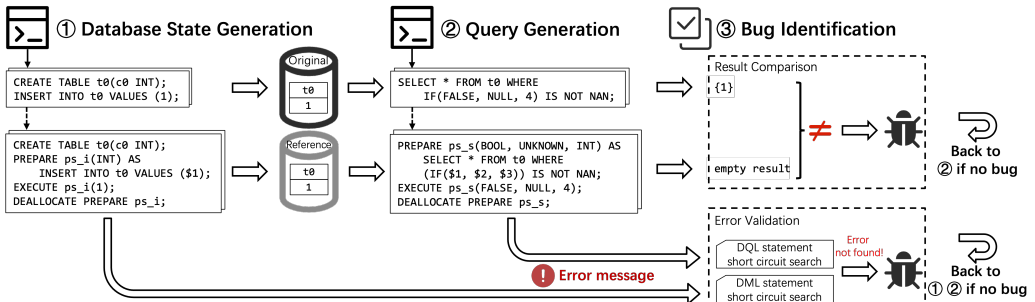 ① Database State Generation
CREATE TABLE t0(c0 INT);
INSERT INTO t0 VALUES (1);
CREATE TABLE t0(c0 INT);
PREPARE ps_i(INT) AS
INSERT INTO t0 VALUES ($1);
EXECUTE ps_i(1);
DEALLOCATE PREPARE ps_i;
Original
t0
1
Reference
t0
1
② Query Generation
SELECT * FROM t0 WHERE
IF(FALSE, NULL, 4) IS NOT NAN;
PREPARE ps_s(BOOL, UNKNOWN, INT) AS
SELECT * FROM t0 WHERE
(IF($1, $2, $3)) IS NOT NAN;
EXECUTE ps_s(FALSE, NULL, 4);
DEALLOCATE PREPARE ps_s;
! Error message
③ Bug Identification
Result Comparison
{1}
≠
empty result
Back to
② if no bug
Error Validation
DQL statement
short circuit search
DML statement
short circuit search
Error
not found!
Back to
① ② if no bug